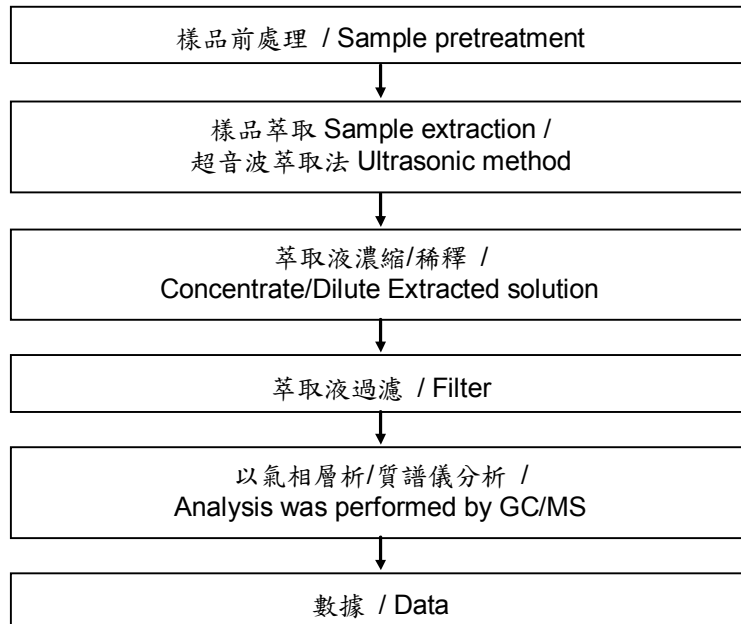 樣品前處理 / Sample pretreatment
樣品萃取 Sample extraction /
超音波萃取法 Ultrasonic method
萃取液濃縮/稀釋 /
Concentrate/Dilute Extracted solution
萃取液過濾 / Filter
以氣相層析/質譜儀分析 /
Analysis was performed by GC/MS
數據 / Data